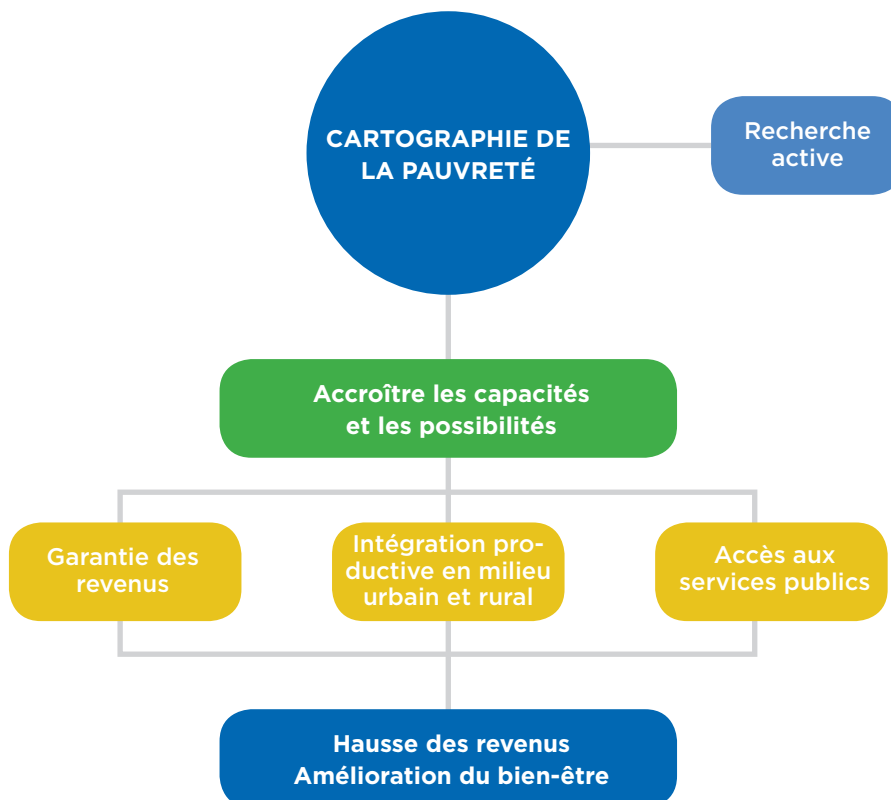 CARTOGRAPHIE DE
LA PAUVRETÉ
Recherche
active
Accroître les capacités
et les possibilités
Garantie des
revenus
Intégration pro-
ductive en milieu
urbain et rural
Accès aux
services publics
Hausse des revenus
Amélioration du bien-être